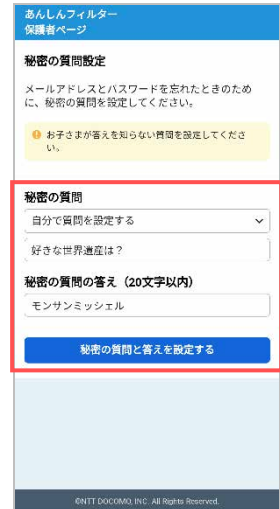 あんしんフィルター
保護者ページ
秘密の質問設定
メールアドレスとパスワードを忘れたときのため
に、秘密の質問を設定してください。
お子さまが答えを知らない質問を設定してくださ
い。
秘密の質問
自分で質問を設定する
好きな世界遺産は？
秘密の質問の答え（20文字以内）
モンサンミッシェル
秘密の質問と答えを設定する
©NTT DOCOMO, INC. All Rights Reserved.